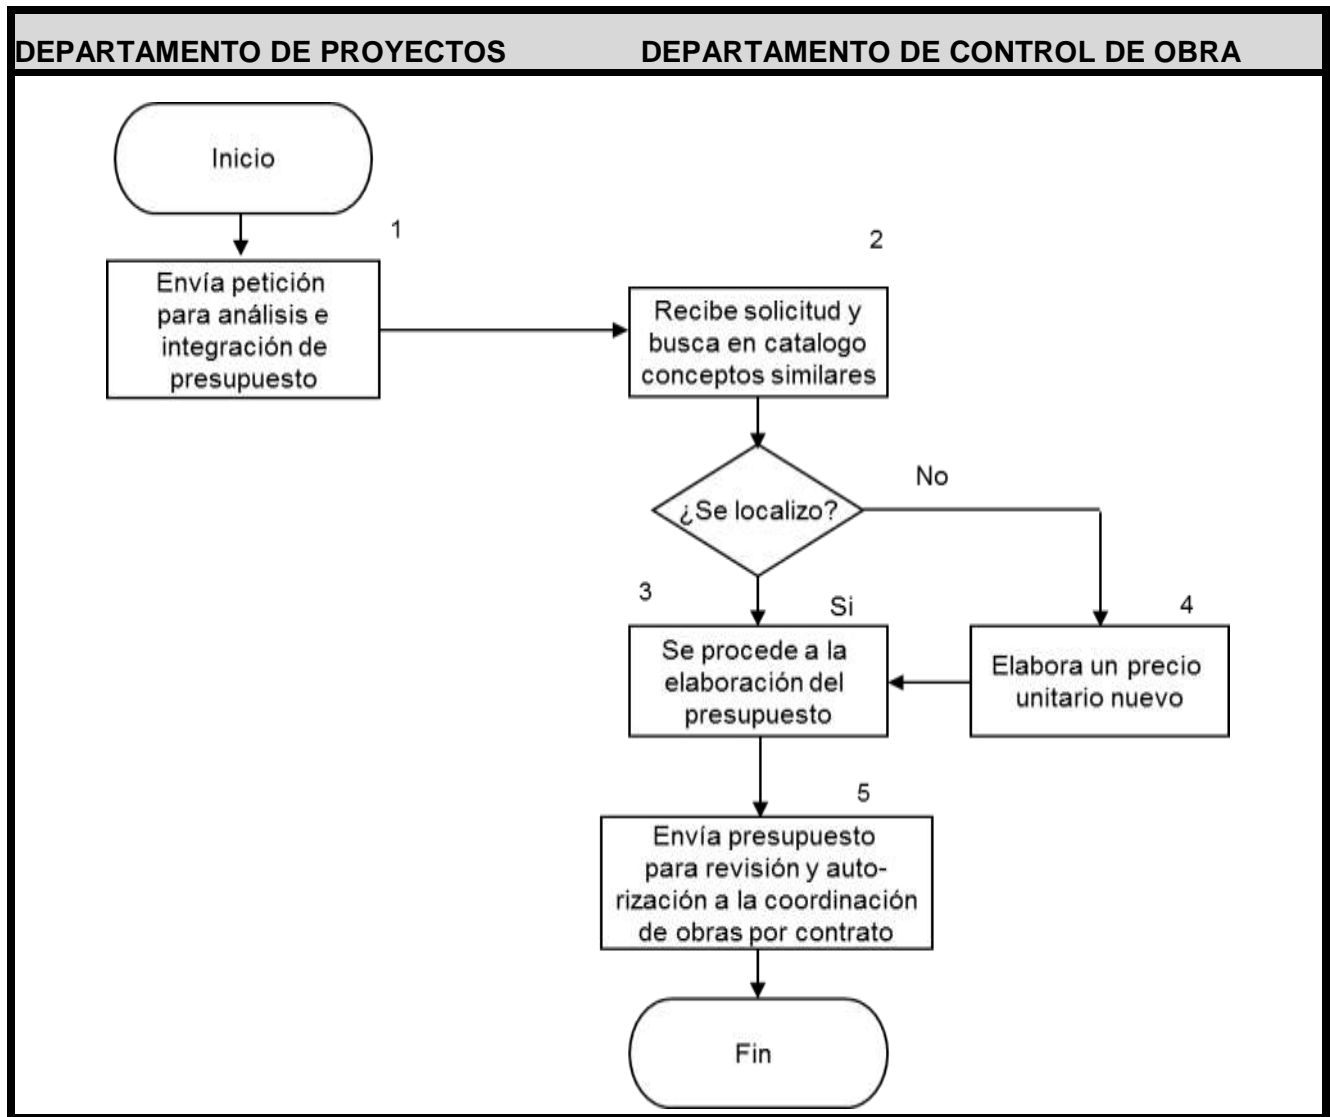 DEPARTAMENTO DE PROYECTOS
DEPARTAMENTO DE CONTROL DE OBRA
Inicio
1
Envía petición
para análisis e
integración de
presupuesto
2
Recibe solicitud y
busca en catalogo
conceptos similares
¿Se localizo?
No
Si
3
Se procede a la
elaboración del
presupuesto
4
Elabora un precio
unitario nuevo
5
Envía presupuesto
para revisión y auto-
rización a la coordinación
de obras por contrato
Fin